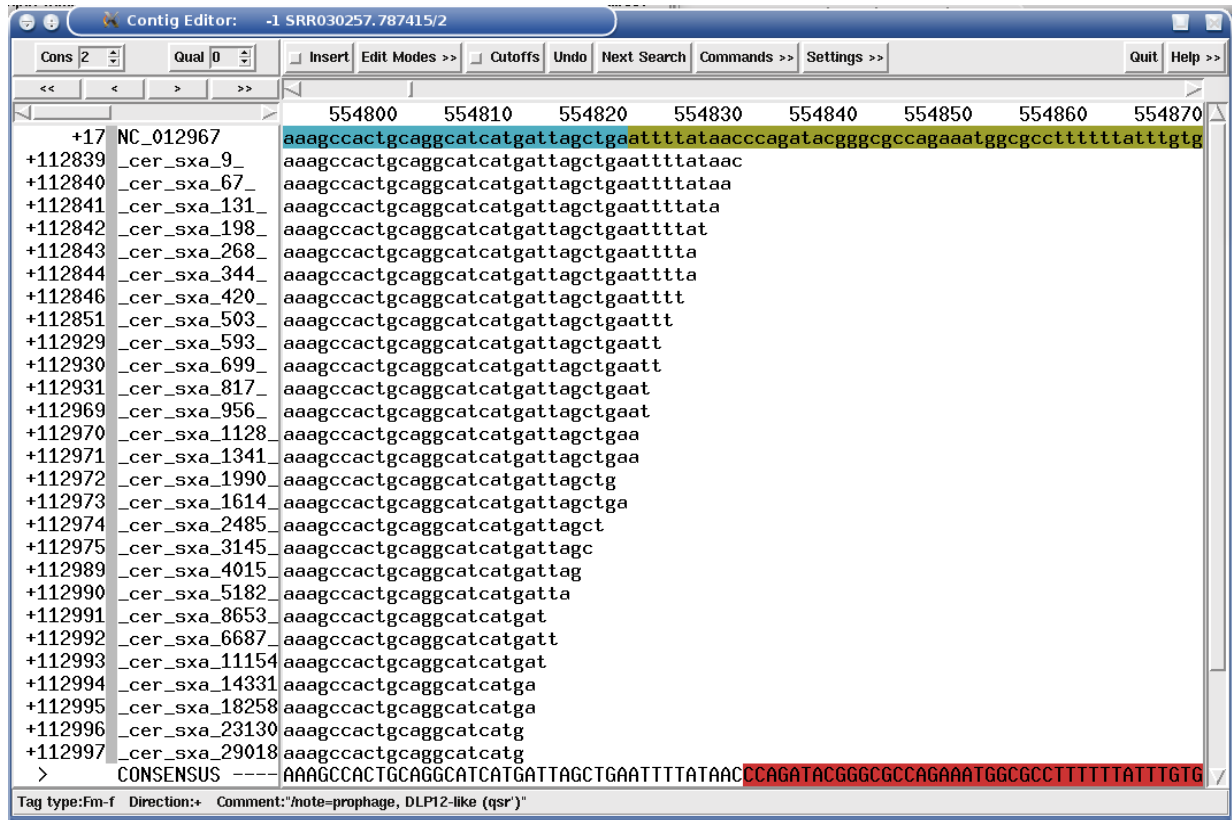 Contig Editor: -1 SRR030257.787415/2
Cons 2 Qual 0 Insert Edit Modes >> Cutoffs Undo Next Search Commands >> Settings >> Quit Help >>
<< < > >>
554800 554810 554820 554830 554840 554850 554860 554870
+17 NC_012967 aaagccactgcaggcatcatgattagctgaattttataacccagatacgggcgccagaaatggcgccttttttatttgtg
+112839 _cer_sxa_9_ aaagccactgcaggcatcatgattagctgaattttataac
+112840 _cer_sxa_67_ aaagccactgcaggcatcatgattagctgaattttataa
+112841 _cer_sxa_131_ aaagccactgcaggcatcatgattagctgaattttata
+112842 _cer_sxa_198_ aaagccactgcaggcatcatgattagctgaattttat
+112843 _cer_sxa_268_ aaagccactgcaggcatcatgattagctgaatttta
+112844 _cer_sxa_344_ aaagccactgcaggcatcatgattagctgaatttta
+112846 _cer_sxa_420_ aaagccactgcaggcatcatgattagctgaatttt
+112851 _cer_sxa_503_ aaagccactgcaggcatcatgattagctgaattt
+112929 _cer_sxa_593_ aaagccactgcaggcatcatgattagctgaatt
+112930 _cer_sxa_699_ aaagccactgcaggcatcatgattagctgaatt
+112931 _cer_sxa_817_ aaagccactgcaggcatcatgattagctgaat
+112969 _cer_sxa_956_ aaagccactgcaggcatcatgattagctgaat
+112970 _cer_sxa_1128_ aaagccactgcaggcatcatgattagctgaa
+112971 _cer_sxa_1341_ aaagccactgcaggcatcatgattagctgaa
+112972 _cer_sxa_1990_ aaagccactgcaggcatcatgattagctg
+112973 _cer_sxa_1614_ aaagccactgcaggcatcatgattagctga
+112974 _cer_sxa_2485_ aaagccactgcaggcatcatgattagct
+112975 _cer_sxa_3145_ aaagccactgcaggcatcatgattagc
+112989 _cer_sxa_4015_ aaagccactgcaggcatcatgattag
+112990 _cer_sxa_5182_ aaagccactgcaggcatcatgatta
+112991 _cer_sxa_8653_ aaagccactgcaggcatcatgat
+112992 _cer_sxa_6687_ aaagccactgcaggcatcatgatt
+112993 _cer_sxa_11154 aaagccactgcaggcatcatgat
+112994 _cer_sxa_14331 aaagccactgcaggcatcatga
+112995 _cer_sxa_18258 aaagccactgcaggcatcatga
+112996 _cer_sxa_23130 aaagccactgcaggcatcatg
+112997 _cer_sxa_29018 aaagccactgcaggcatcatg
> CONSENSUS ---- AAAGCCACTGCAGGCATCATGATTAGCTGAATTTTATAACCCAGATACGGGCGCCAGAAATGGCGCCTTTTTTATTTGTG
Tag type:Fm-f Direction:+ Comment:"/note=prophage, DLP12-like (qsr')"